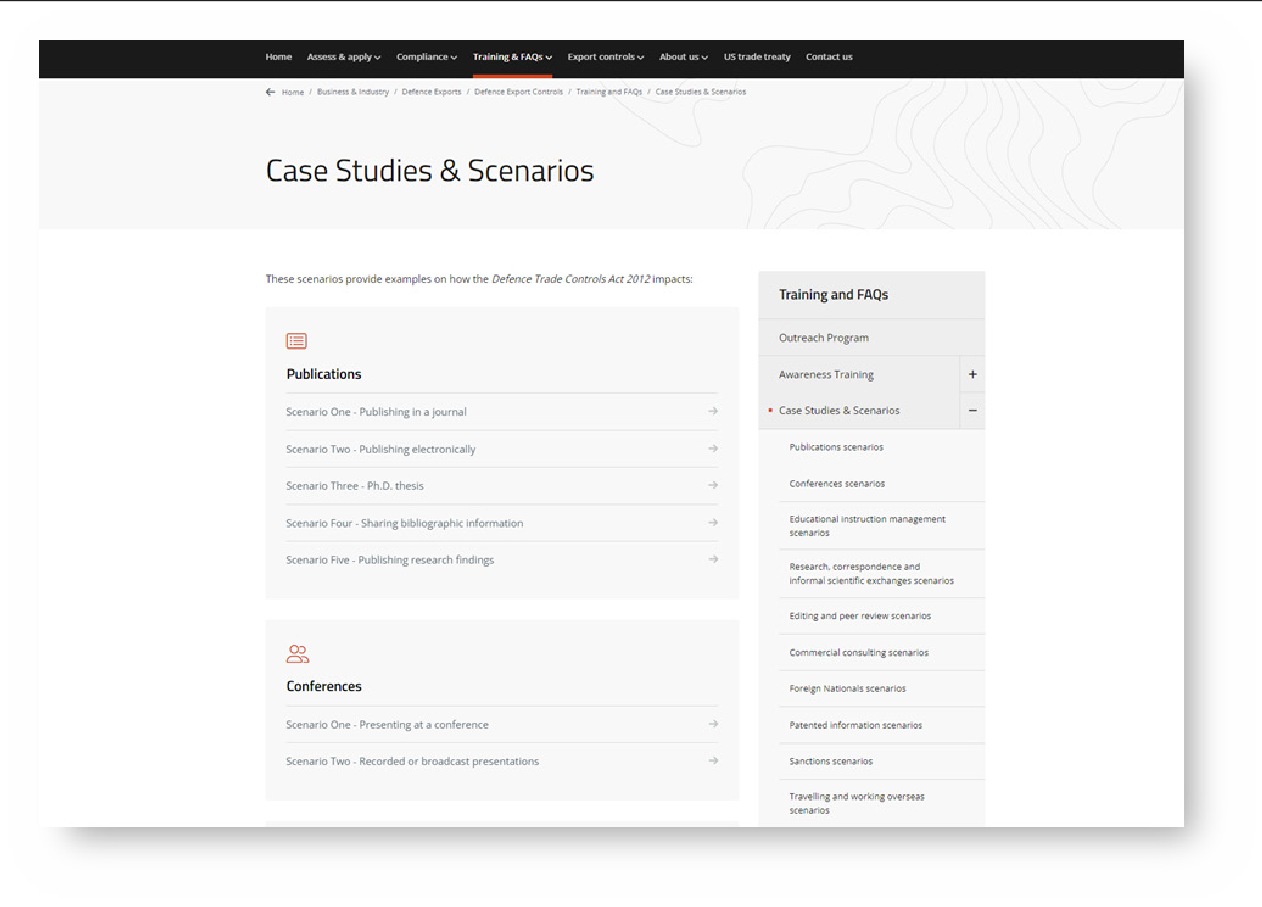 Home Assess & apply Compliance Training & FAQs Export controls About us US trade treaty Contact us
Home / Business & Industry / Defence Exports / Defence Export Controls / Training and FAQs / Case Studies & Scenarios
Case Studies & Scenarios
These scenarios provide examples on how the Defence Trade Controls Act 2012 impacts:
Publications
Scenario One - Publishing in a journal
Scenario Two - Publishing electronically
Scenario Three - Ph.D. thesis
Scenario Four - Sharing bibliographic information
Scenario Five - Publishing research findings
Conferences
Scenario One - Presenting at a conference
Scenario Two - Recorded or broadcast presentations
Training and FAQs
Outreach Program
Awareness Training +
Case Studies & Scenarios −
Publications scenarios
Conferences scenarios
Educational instruction management
scenarios
Research, correspondence and
informal scientific exchanges scenarios
Editing and peer review scenarios
Commercial consulting scenarios
Foreign Nationals scenarios
Patented information scenarios
Sanctions scenarios
Travelling and working overseas
scenarios